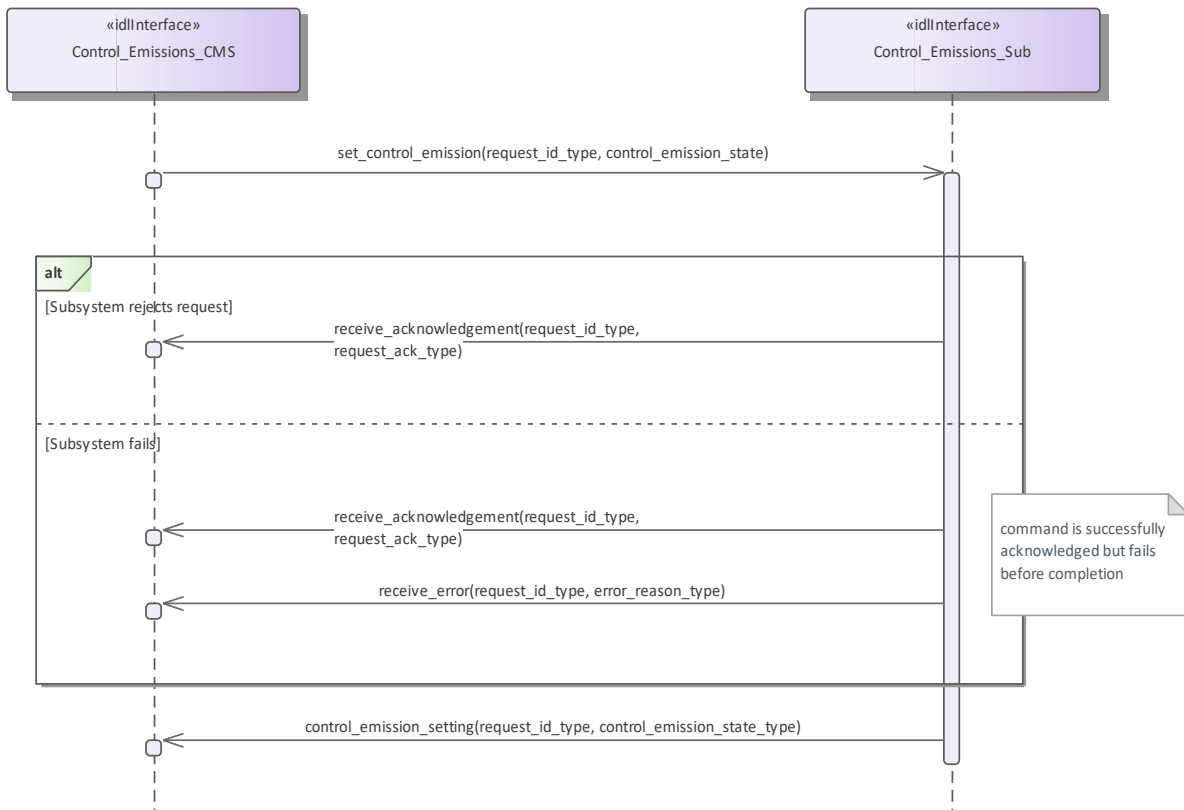 «idlInterface»
Control_Emissions_CMS
«idlInterface»
Control_Emissions_Sub
set_control_emission(request_id_type, control_emission_state)
alt
[Subsystem rejects request]
receive_acknowledgement(request_id_type,
request_ack_type)
[Subsystem fails]
receive_acknowledgement(request_id_type,
request_ack_type)
command is successfully
acknowledged but fails
before completion
receive_error(request_id_type, error_reason_type)
control_emission_setting(request_id_type, control_emission_state_type)